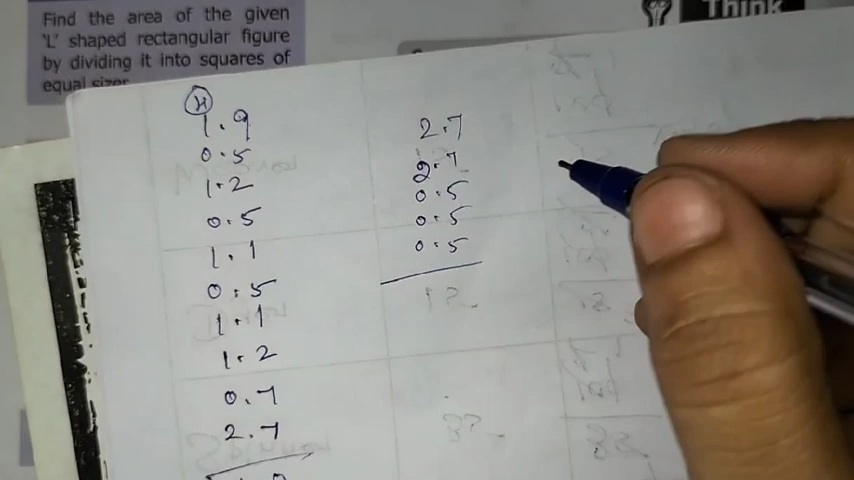 Find the area of the given
'L' shaped rectangular figure
by dividing it into squares of
equal sizer
Think
H
1.9
0.5
1.2
0.5
1.1
0.5
1.1
1.2
0.7
2.7
2.7
2.7
0.5
0.5
0.5